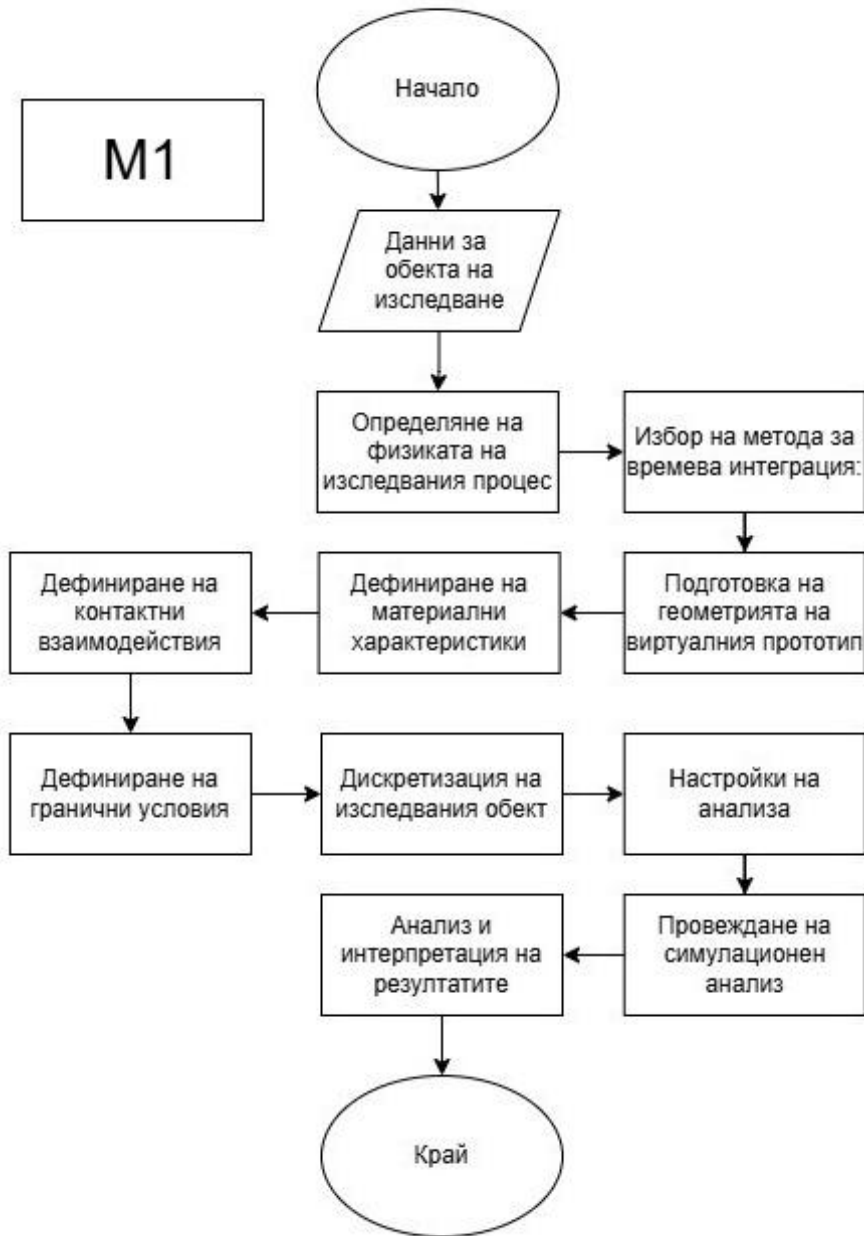 Начало
M1
Данни за
обекта на
изследване
Определяне на
физиката на
изследвания процес
Избор на метода за
времева интеграция:
Подготовка на
геометрията на
виртуалния прототип
Дефиниране на
материални
характеристики
Дефиниране на
контактни
взаимодействия
Дефиниране на
гранични условия
Дискретизация на
изследвания обект
Настройки на
анализа
Провеждане на
симулационен
анализ
Анализ и
интерпретация на
резултатите
Край